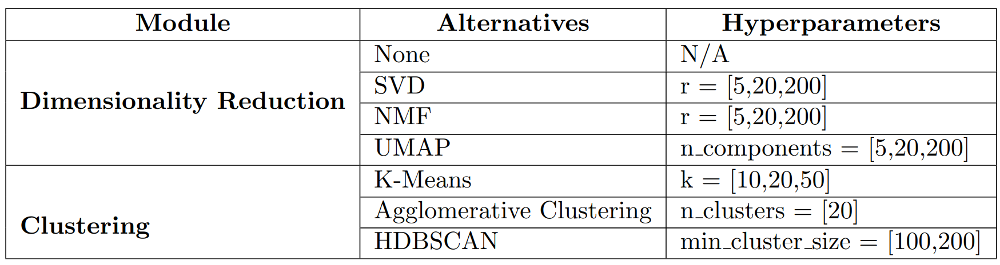 Module Alternatives Hyperparameters
None N/A
SVD r = [5,20,200]
Dimensionality Reduction
NMF r = [5,20,200]
UMAP n_components = [5,20,200]
K-Means k = [10,20,50]
Agglomerative Clustering n_clusters = [20]
Clustering
HDBSCAN min_cluster_size = [100,200]